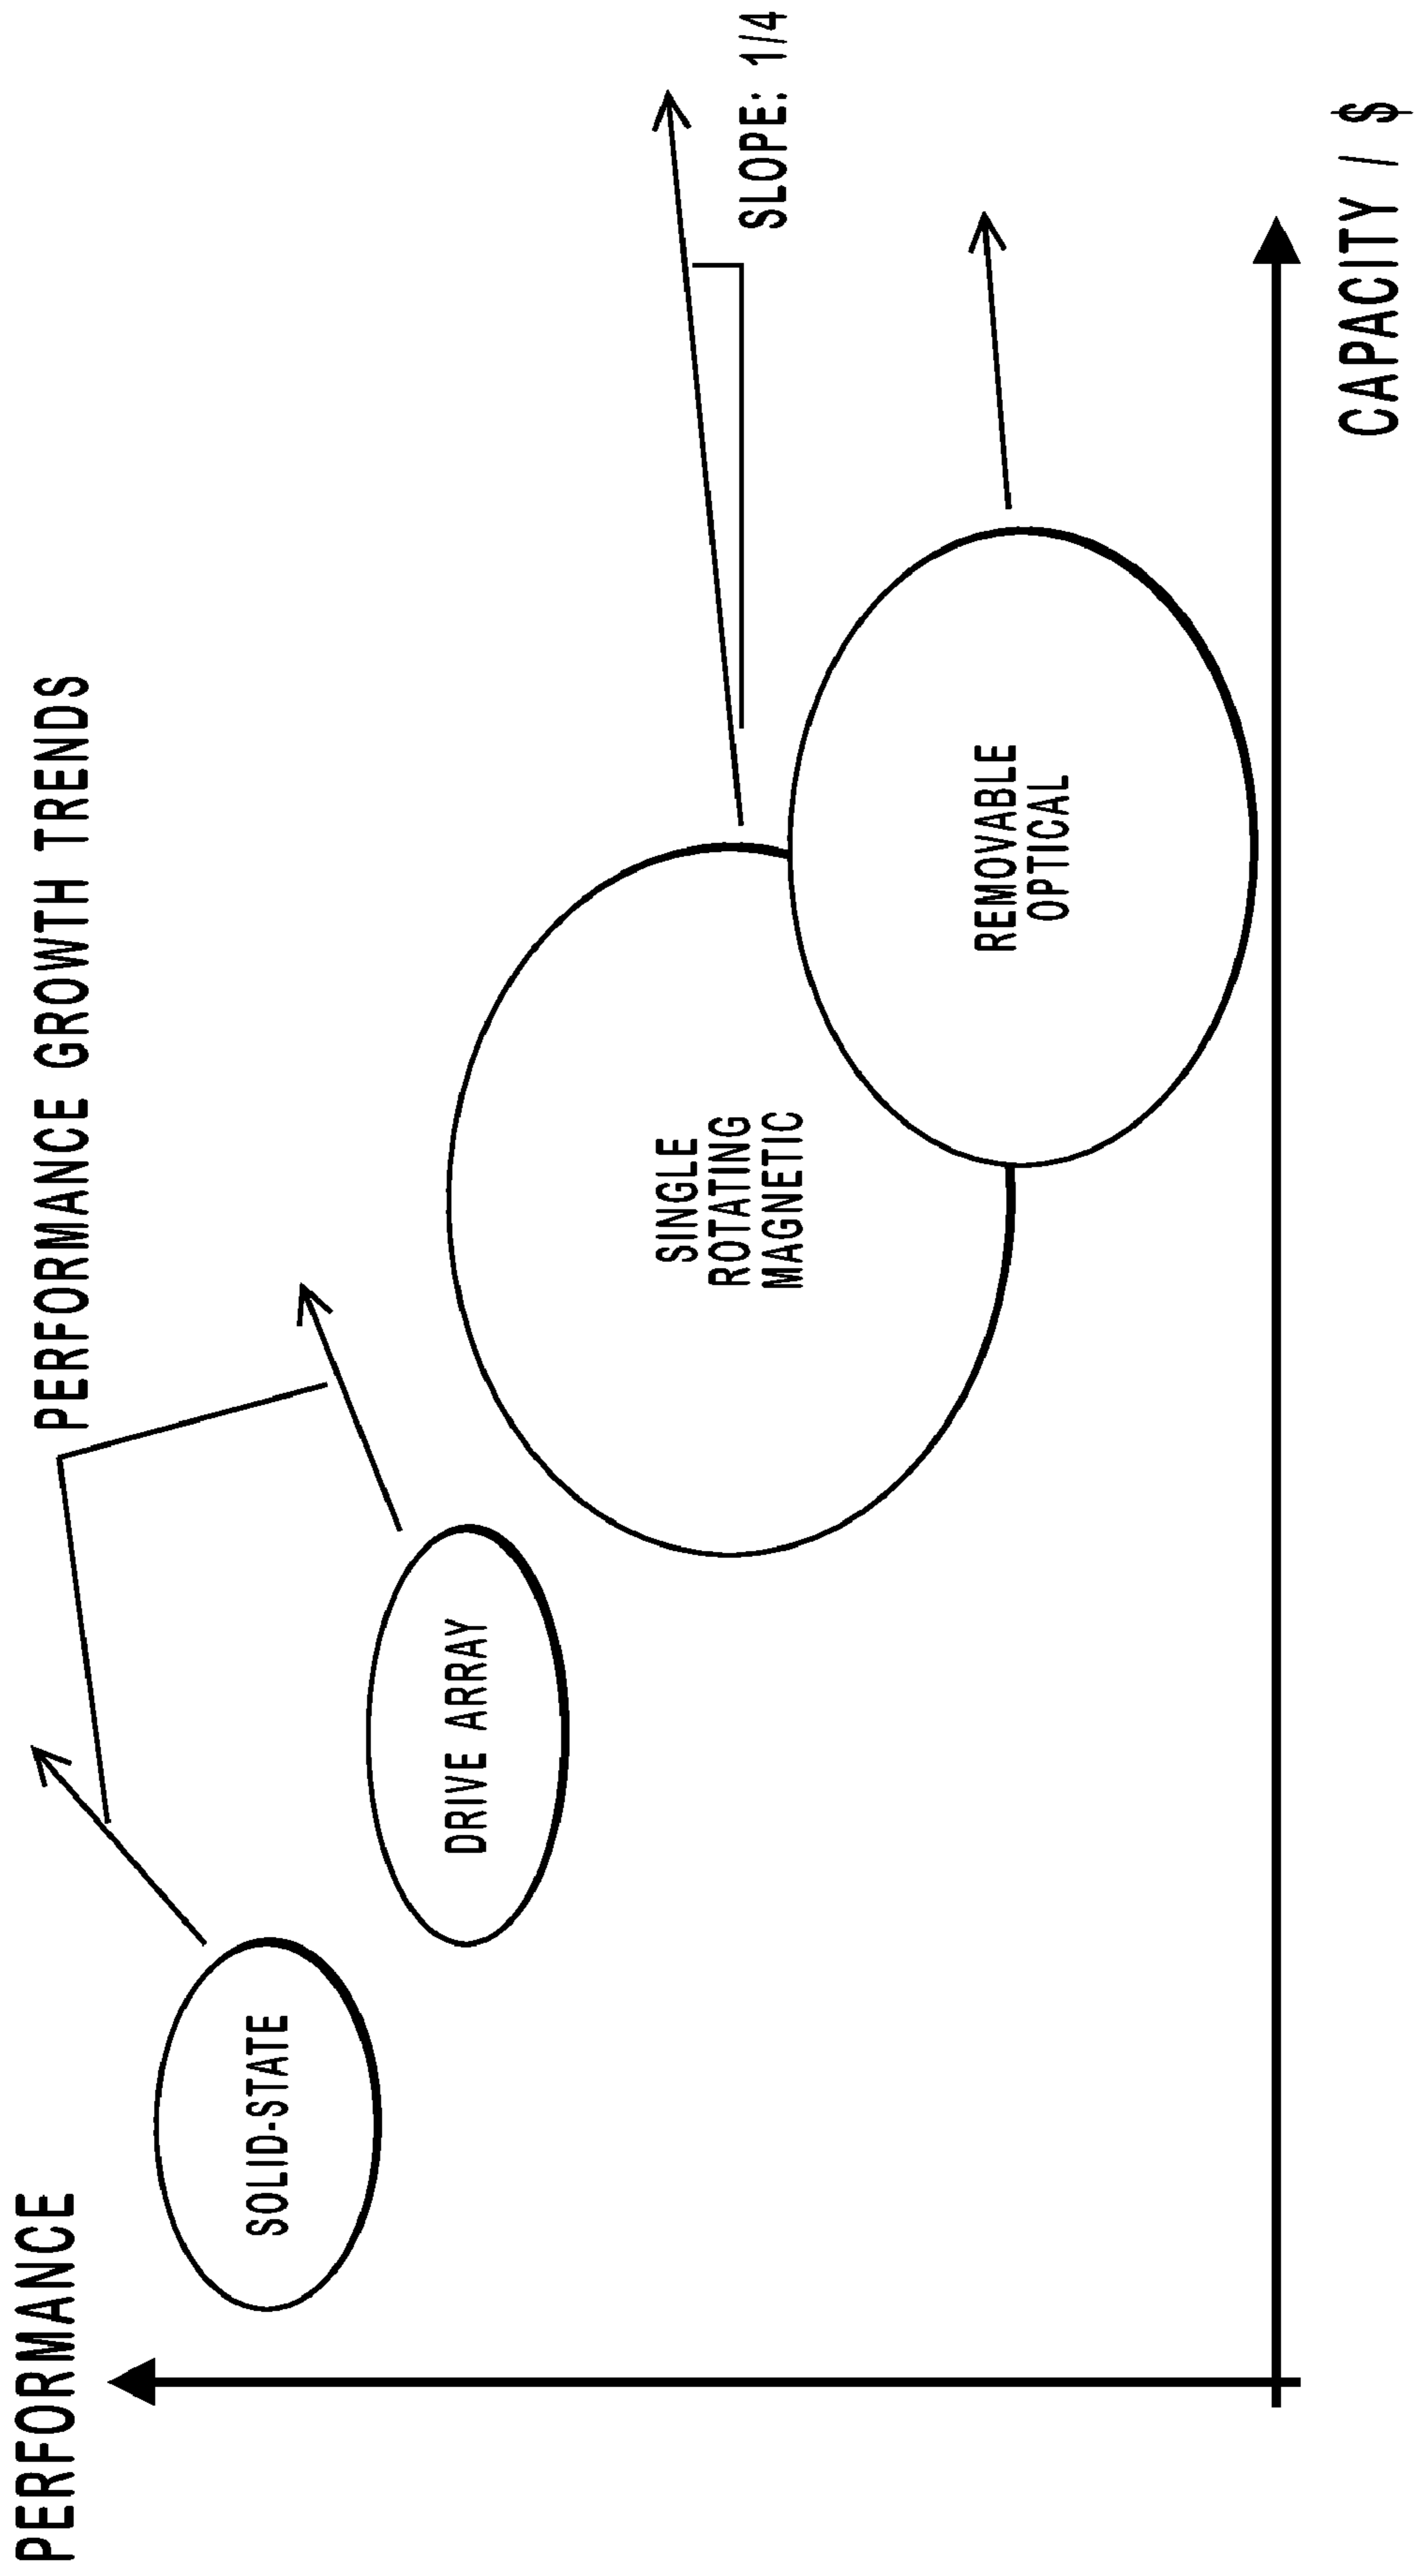 PERFORMANCE
PERFORMANCE GROWTH TRENDS
SOLID-STATE
DRIVE ARRAY
SINGLE
ROTATING
MAGNETIC
SLOPE: 1/4
REMOVABLE
OPTICAL
CAPACITY / $